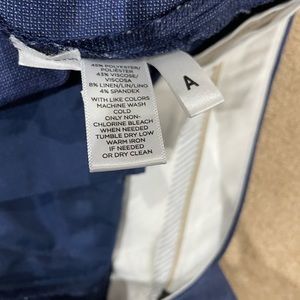 45% POLYESTER/
POLIÉSTER
43% VISCOSE/
VISCOSA
8% LINEN/LIN/LINO
4% SPANDEX
WITH LIKE COLORS
MACHINE WASH
COLD
ONLY NON-
CHLORINE BLEACH
WHEN NEEDED
TUMBLE DRY LOW
WARM IRON
IF NEEDED
OR DRY CLEAN
A